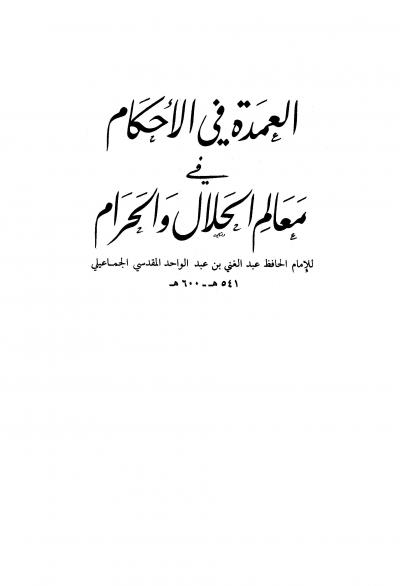 العمدة في الأحكام
في
معالم الحلال والحرام
للإمام الحافظ عبد الغني بن عبد الواحد المقدسي الجماعيلي
٥٤١ هـ - ٦٠٠ هـ